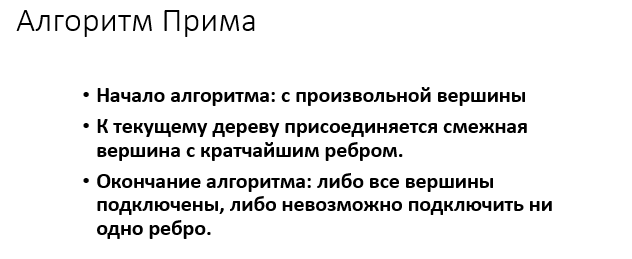 Алгоритм Прима
• Начало алгоритма: с произвольной вершины
• К текущему дереву присоединяется смежная
вершина с кратчайшим ребром.
• Окончание алгоритма: либо все вершины
подключены, либо невозможно подключить ни
одно ребро.